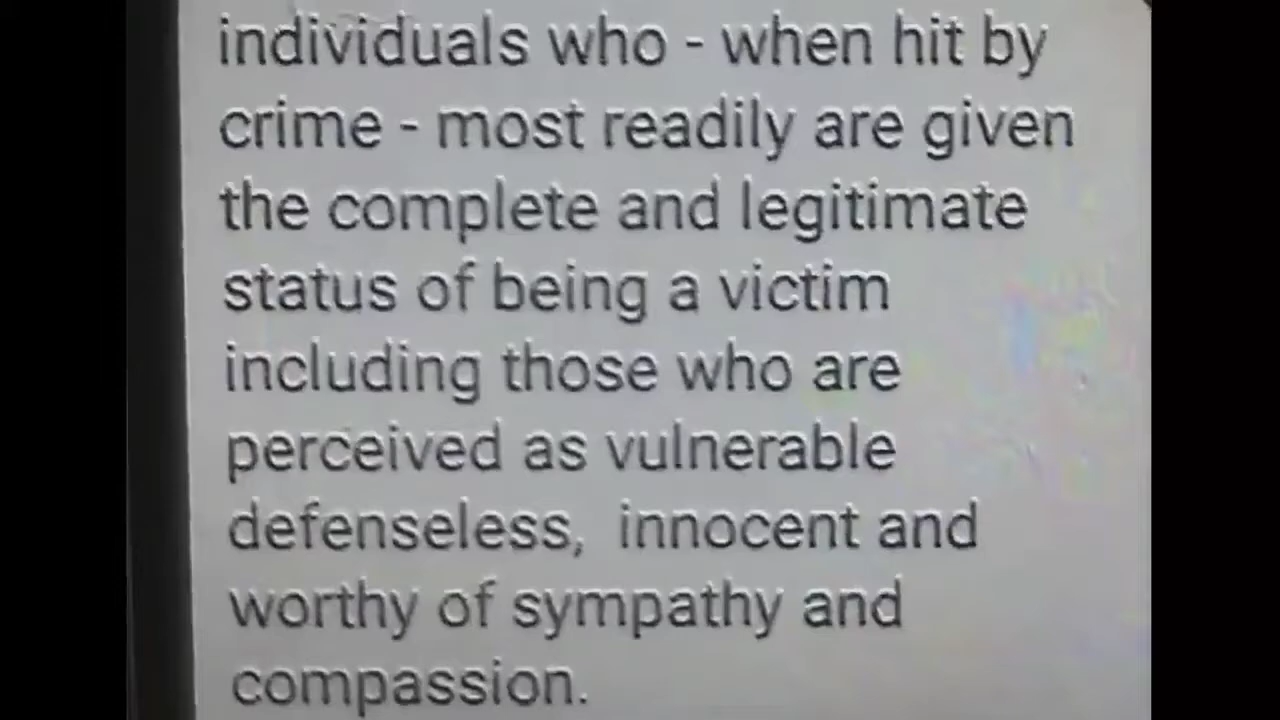 individuals who - when hit by
crime - most readily are given
the complete and legitimate
status of being a victim
including those who are
perceived as vulnerable
defenseless, innocent and
worthy of sympathy and
compassion.